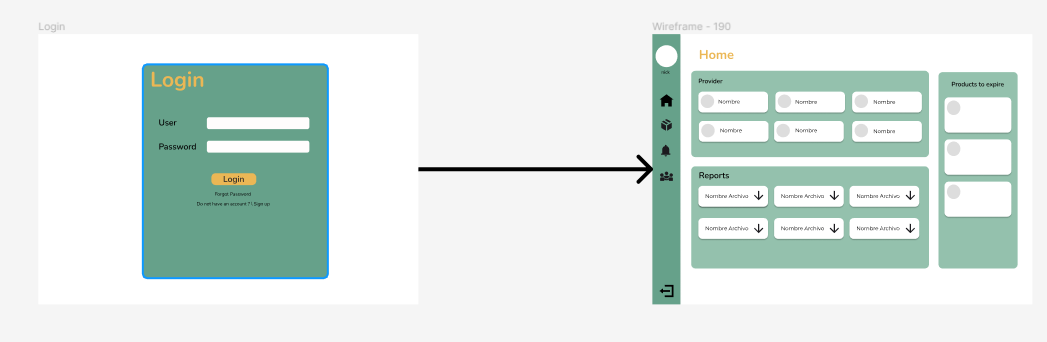 Login
Login
User
Password
Login
Forgot Password
Do not have an account ? \ Sign up
Wireframe - 190
Home
Provider
Nombre
Nombre
Nombre
Nombre
Nombre
Nombre
Reports
Nombre Archivo
Nombre Archivo
Nombre Archivo
Nombre Archivo
Nombre Archivo
Nombre Archivo
Products to expire